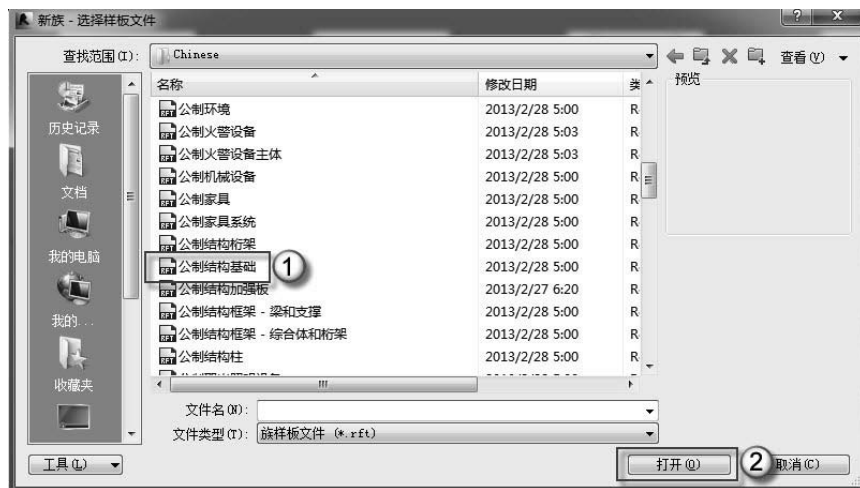 新族 - 选择样板文件
查找范围(I): Chinese 查看(V)
名称 修改日期 类 预览
公制环境 2013/2/28 5:00 R
公制火警设备 2013/2/28 5:03 R
历史记录
公制火警设备主体 2013/2/28 5:03 R
公制机械设备 2013/2/28 5:00 R
文档
公制家具 2013/2/28 5:00 R
公制家具系统 2013/2/28 5:00 R
公制结构桁架 2013/2/28 5:00 R
我的电脑
公制结构基础 ① 2013/2/28 5:00 R
公制结构加强板 2013/2/27 6:20 R
公制结构框架 - 梁和支撑 2013/2/28 5:00 R
我的...
公制结构框架 - 综合体和桁架 2013/2/28 5:00 R
公制结构柱 2013/2/28 5:00 R
收藏夹
文件名(N):
文件类型(T): 族样板文件 (*.rft)
工具(L) 打开(O) ② 取消(C)